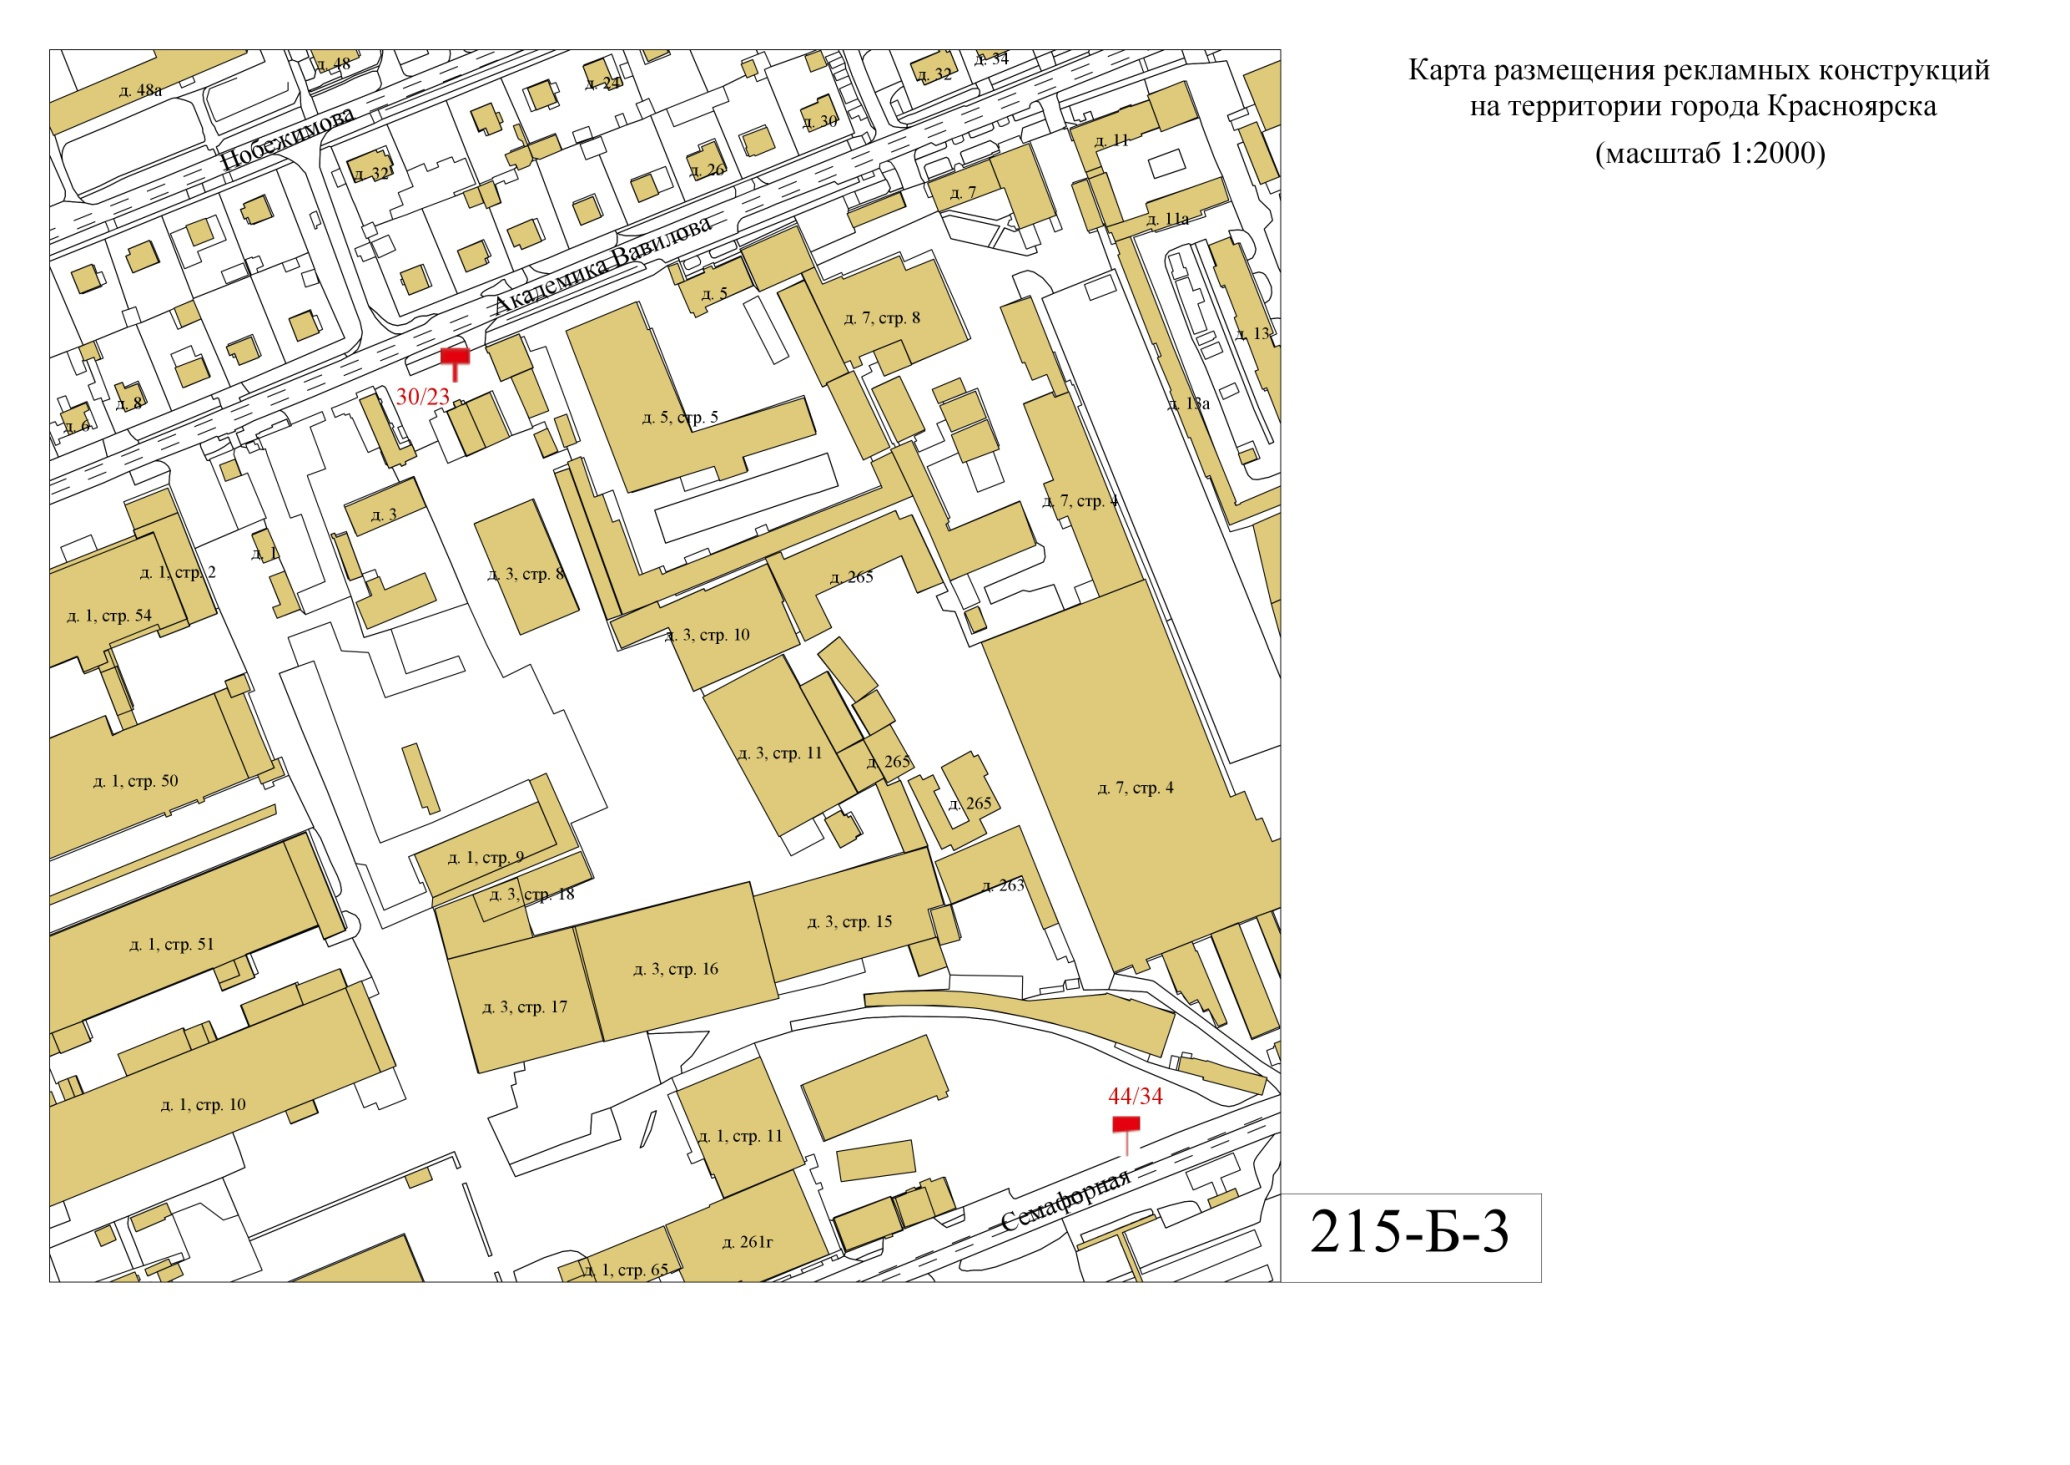 Карта размещения рекламных конструкций
на территории города Красноярска
(масштаб 1:2000)
д. 48
д. 34
д. 32
д. 48а
д. 24
Побежимова
д. 30
д. 11
д. 32
д. 26
д. 7
д. 11а
Академика Вавилова
д. 5
д. 7, стр. 8
д. 13
30/23
д. 8
д. 6
д. 5, стр. 5
д. 13а
д. 3
д. 7, стр. 4
д. 1
д. 1, стр. 2
д. 3, стр. 8
д. 265
д. 1, стр. 54
д. 3, стр. 10
д. 3, стр. 11
д. 265
д. 1, стр. 50
д. 7, стр. 4
д. 265
д. 1, стр. 9
д. 263
д. 3, стр. 18
д. 3, стр. 15
д. 1, стр. 51
д. 3, стр. 16
д. 3, стр. 17
44/34
д. 1, стр. 10
д. 1, стр. 11
Семафорная
215-Б-3
д. 261г
д. 1, стр. 65